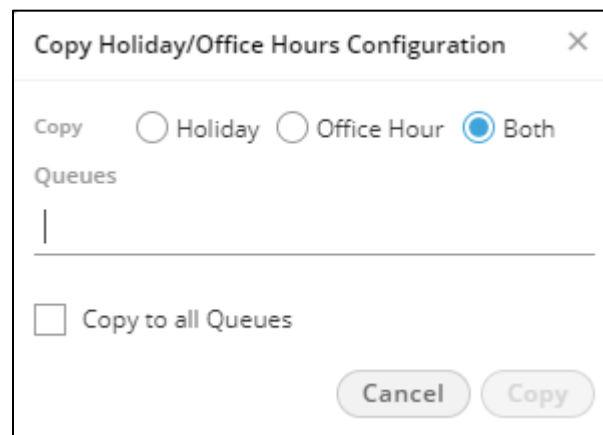 Copy Holiday/Office Hours Configuration
Copy Holiday Office Hour Both
Queues
Copy to all Queues
Cancel Copy